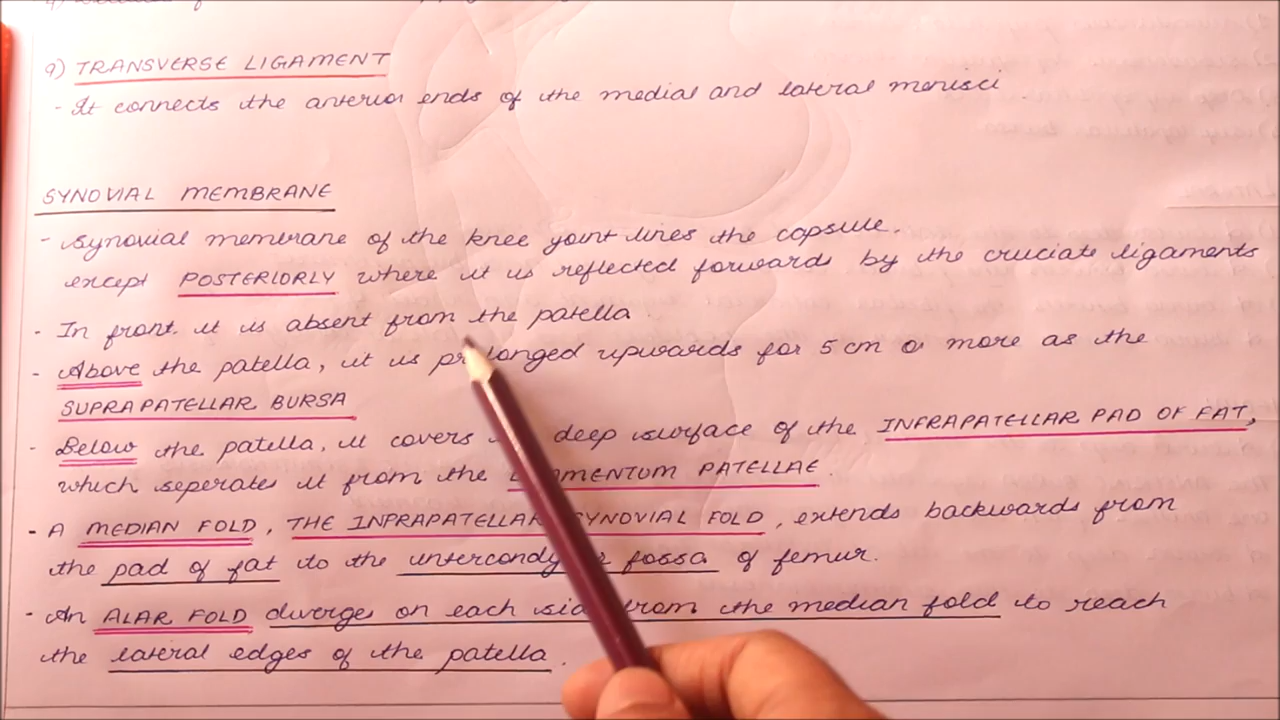 9) TRANSVERSE LIGAMENT
- It connects the anterior ends of the medial and lateral menisci
SYNOVIAL MEMBRANE
- Synovial membrane of the knee joint lines the capsule.
except POSTERIORLY where it is reflected forwards by the cruciate ligaments
- In front it is absent from the patella
- Above the patella, it is prolonged upwards for 5 cm or more as the
SUPRAPATELLAR BURSA
- Below the patella, it covers deep surface of the INFRAPATELLAR PAD OF FAT,
which seperates it from the LIGAMENTUM PATELLAE.
- A MEDIAN FOLD, THE INPRAPATELLAR SYNOVIAL FOLD, extends backwards from
the pad of fat to the intercondylar fossa of femur.
- An ALAR FOLD diverge on each side from the median fold to reach
the lateral edges of the patella.